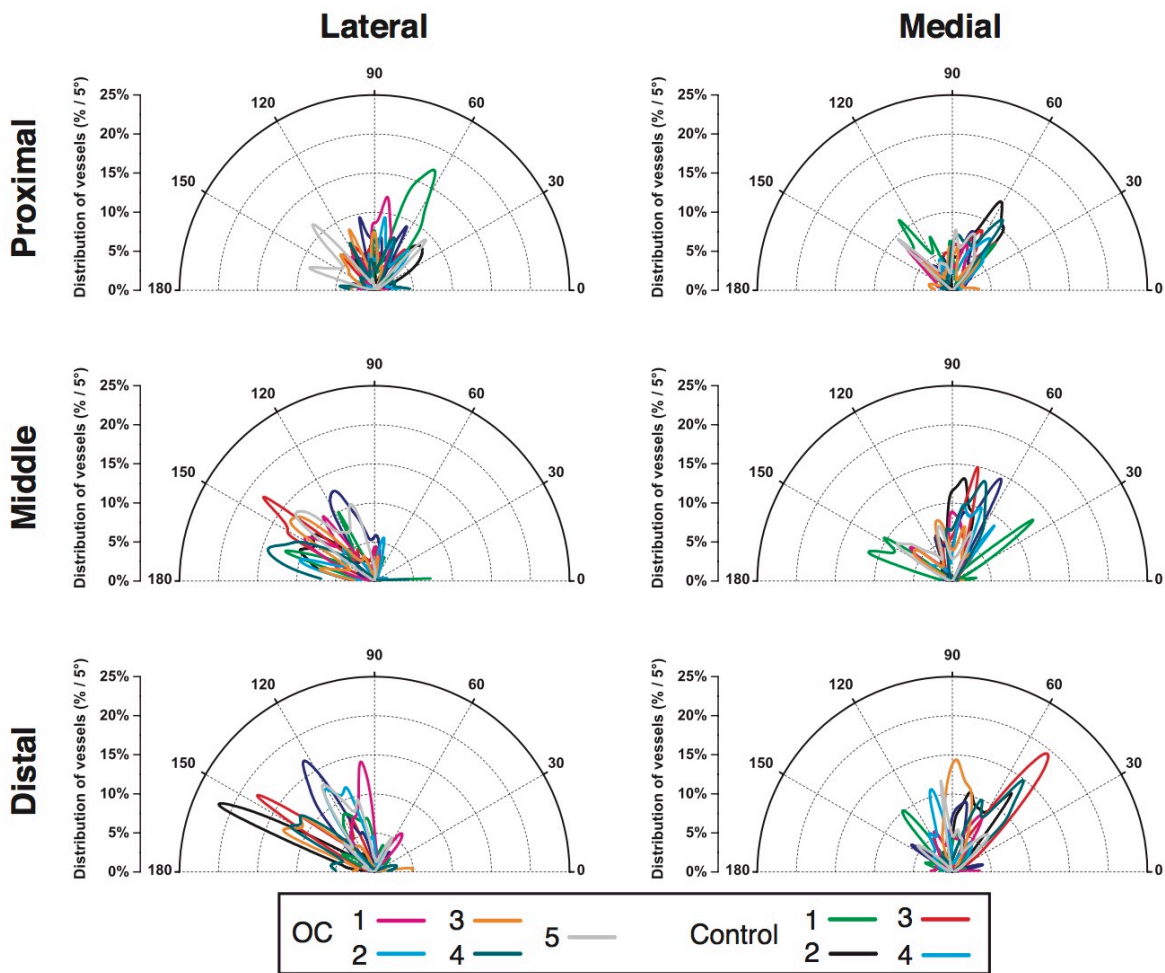 Lateral Medial
Proximal
Distribution of vessels (% / 5°)
25%
20%
15%
10%
5%
0%
180 150 120 90 60 30 0
Distribution of vessels (% / 5°)
25%
20%
15%
10%
5%
0%
180 150 120 90 60 30 0
Middle
Distribution of vessels (% / 5°)
25%
20%
15%
10%
5%
0%
180 150 120 90 60 30 0
Distribution of vessels (% / 5°)
25%
20%
15%
10%
5%
0%
180 150 120 90 60 30 0
Distal
Distribution of vessels (% / 5°)
25%
20%
15%
10%
5%
0%
180 150 120 90 60 30 0
Distribution of vessels (% / 5°)
25%
20%
15%
10%
5%
0%
180 150 120 90 60 30 0
OC 1 2 3 4 5
Control 1 2 3 4